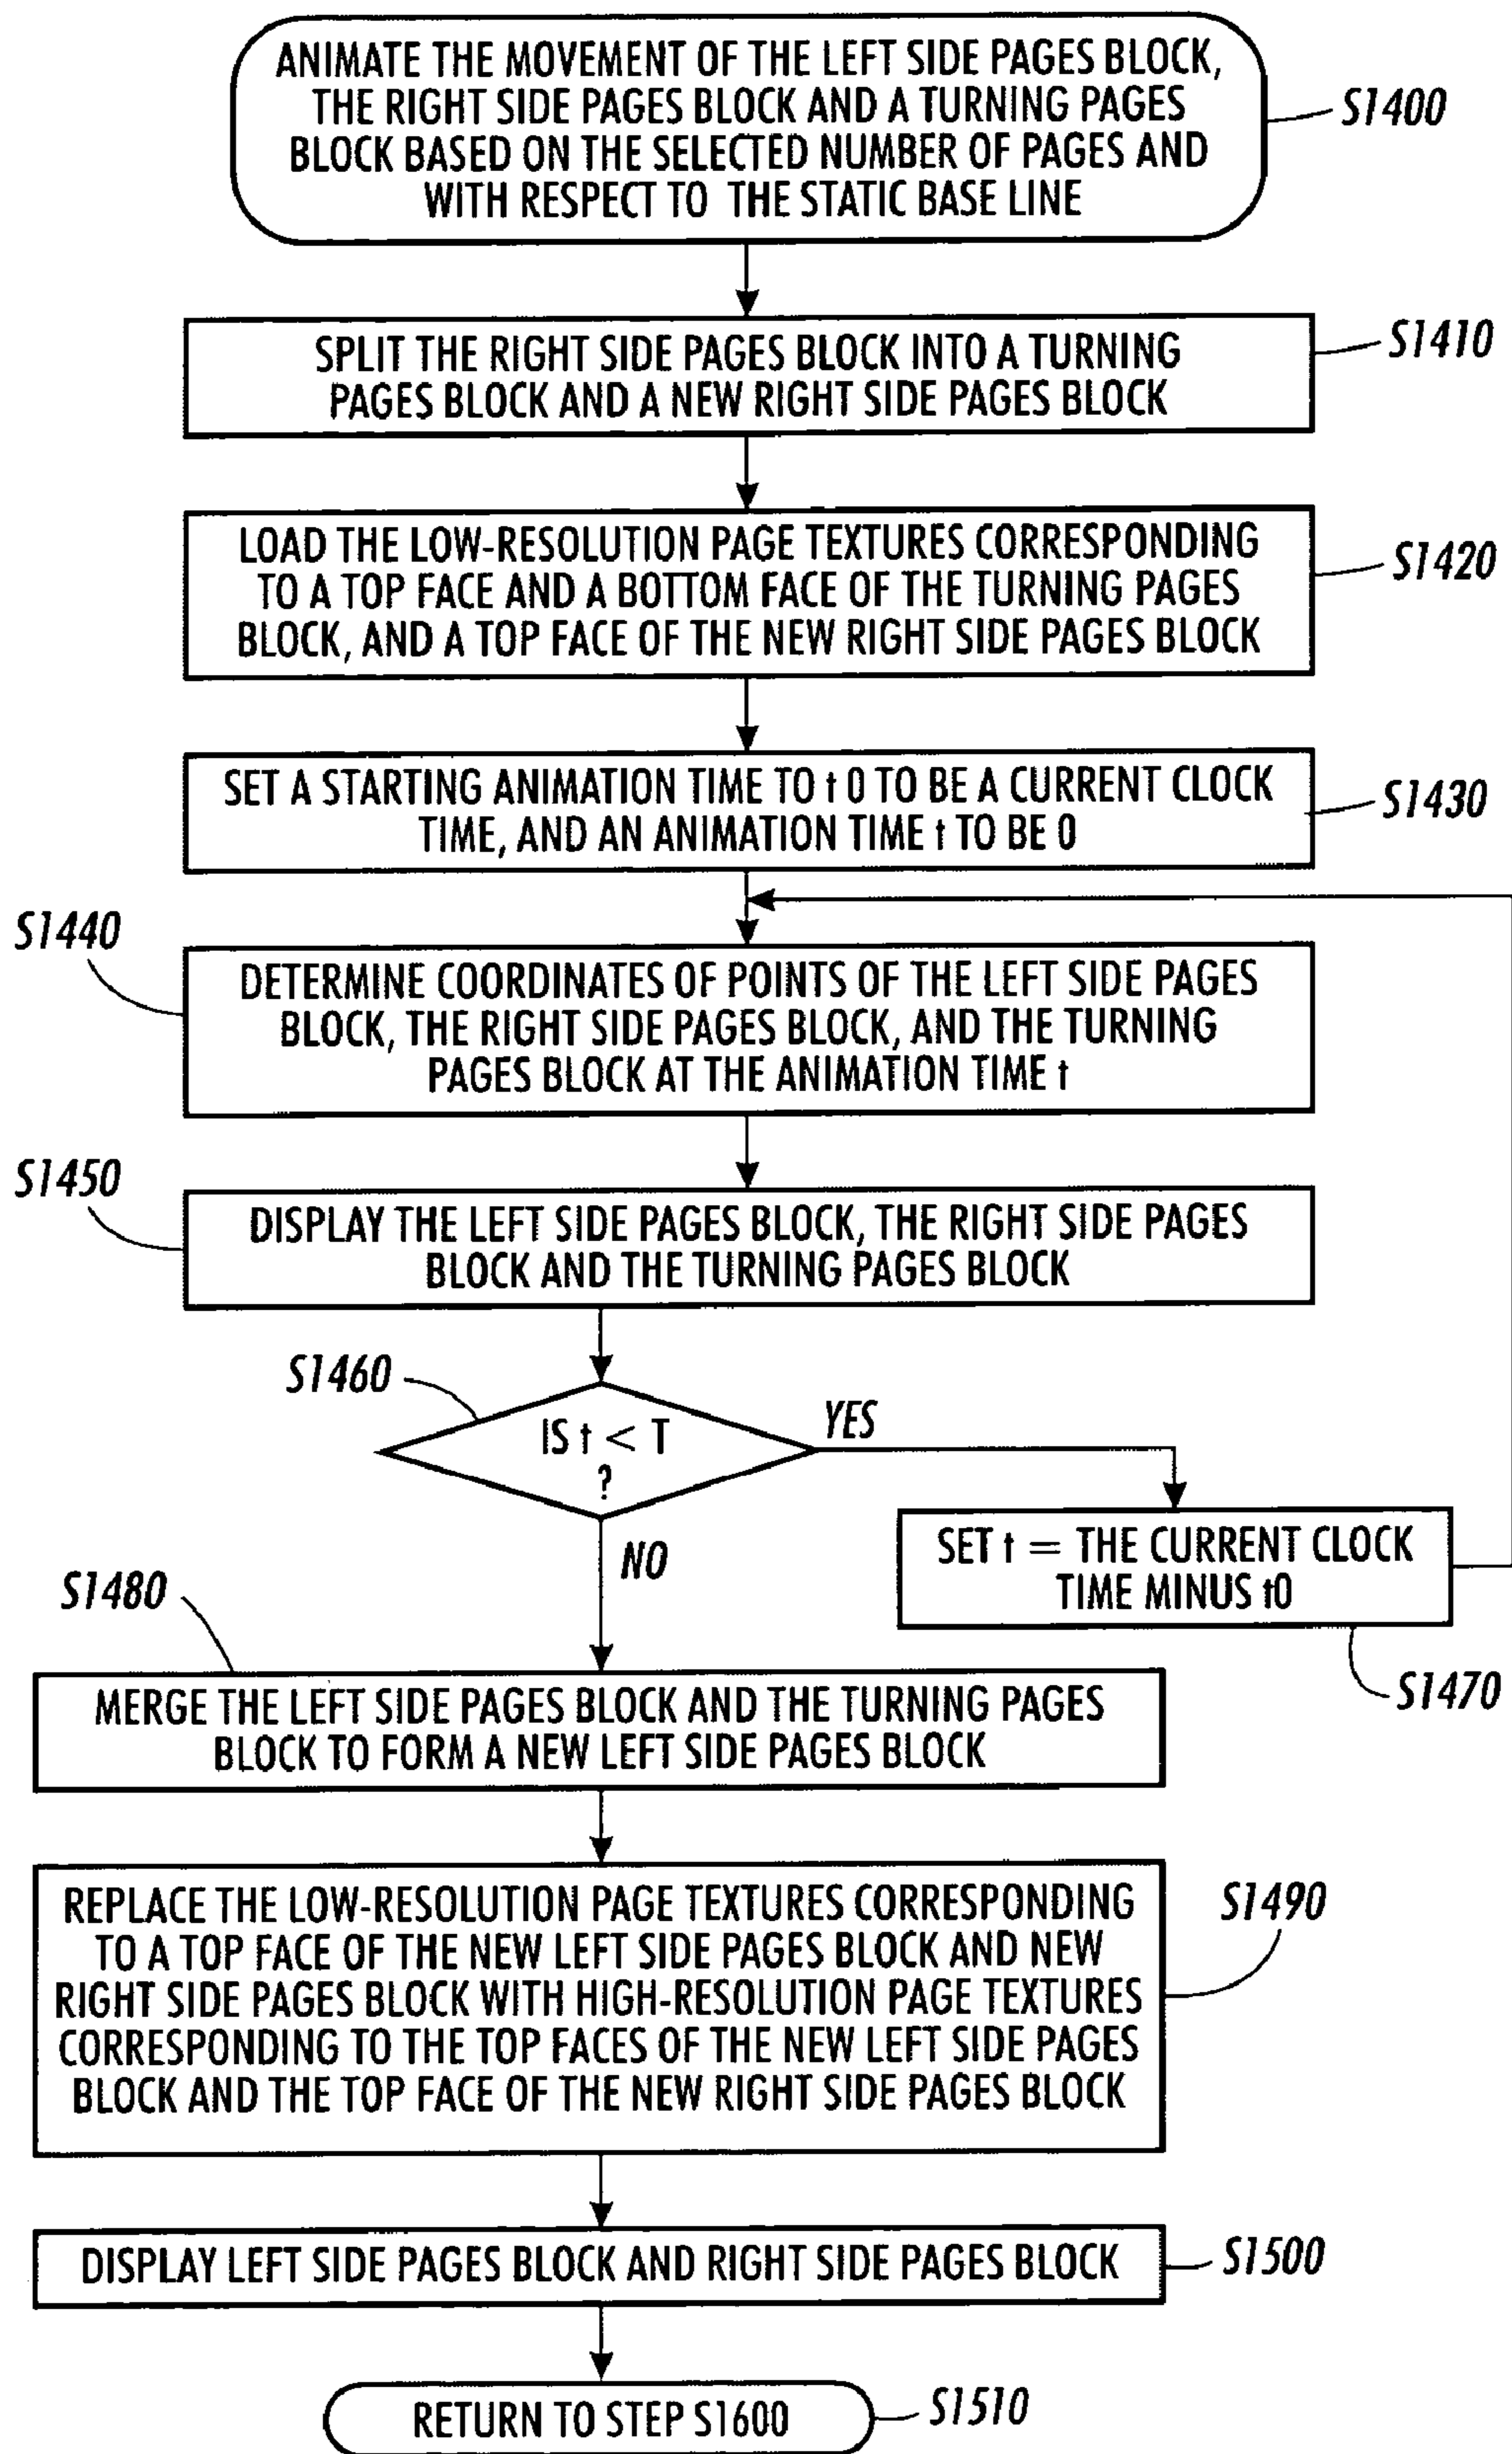 ANIMATE THE MOVEMENT OF THE LEFT SIDE PAGES BLOCK,
THE RIGHT SIDE PAGES BLOCK AND A TURNING PAGES
BLOCK BASED ON THE SELECTED NUMBER OF PAGES AND
WITH RESPECT TO THE STATIC BASE LINE
S1400
SPLIT THE RIGHT SIDE PAGES BLOCK INTO A TURNING
PAGES BLOCK AND A NEW RIGHT SIDE PAGES BLOCK
S1410
LOAD THE LOW-RESOLUTION PAGE TEXTURES CORRESPONDING
TO A TOP FACE AND A BOTTOM FACE OF THE TURNING PAGES
BLOCK, AND A TOP FACE OF THE NEW RIGHT SIDE PAGES BLOCK
S1420
SET A STARTING ANIMATION TIME TO t 0 TO BE A CURRENT CLOCK
TIME, AND AN ANIMATION TIME t TO BE 0
S1430
S1440
DETERMINE COORDINATES OF POINTS OF THE LEFT SIDE PAGES
BLOCK, THE RIGHT SIDE PAGES BLOCK, AND THE TURNING
PAGES BLOCK AT THE ANIMATION TIME t
S1450
DISPLAY THE LEFT SIDE PAGES BLOCK, THE RIGHT SIDE PAGES
BLOCK AND THE TURNING PAGES BLOCK
S1460
IS t < T
?
YES
NO
SET t = THE CURRENT CLOCK
TIME MINUS t0
S1470
S1480
MERGE THE LEFT SIDE PAGES BLOCK AND THE TURNING PAGES
BLOCK TO FORM A NEW LEFT SIDE PAGES BLOCK
REPLACE THE LOW-RESOLUTION PAGE TEXTURES CORRESPONDING
TO A TOP FACE OF THE NEW LEFT SIDE PAGES BLOCK AND NEW
RIGHT SIDE PAGES BLOCK WITH HIGH-RESOLUTION PAGE TEXTURES
CORRESPONDING TO THE TOP FACES OF THE NEW LEFT SIDE PAGES
BLOCK AND THE TOP FACE OF THE NEW RIGHT SIDE PAGES BLOCK
S1490
DISPLAY LEFT SIDE PAGES BLOCK AND RIGHT SIDE PAGES BLOCK
S1500
RETURN TO STEP S1600
S1510